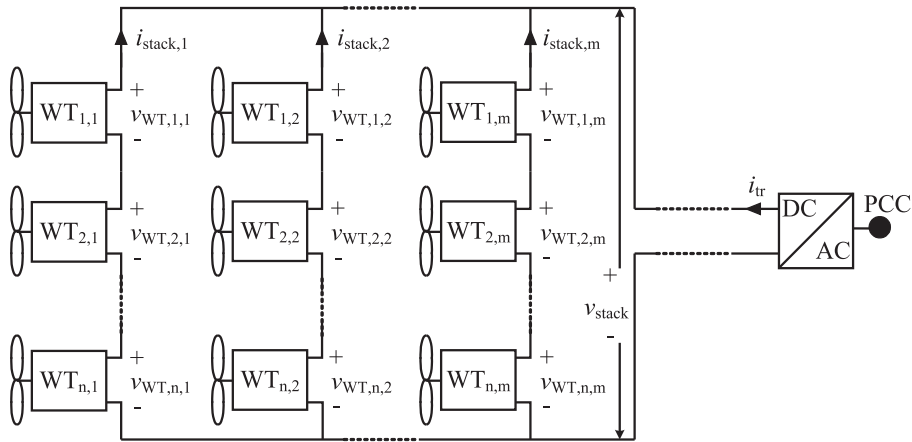 i_stack,1 i_stack,2 i_stack,m
WT_1,1 + v_WT,1,1 - WT_1,2 + v_WT,1,2 - WT_1,m + v_WT,1,m -
i_tr
DC AC PCC
WT_2,1 + v_WT,2,1 - WT_2,2 + v_WT,2,2 - WT_2,m + v_WT,2,m -
+ v_stack -
WT_n,1 + v_WT,n,1 - WT_n,2 + v_WT,n,2 - WT_n,m + v_WT,n,m -